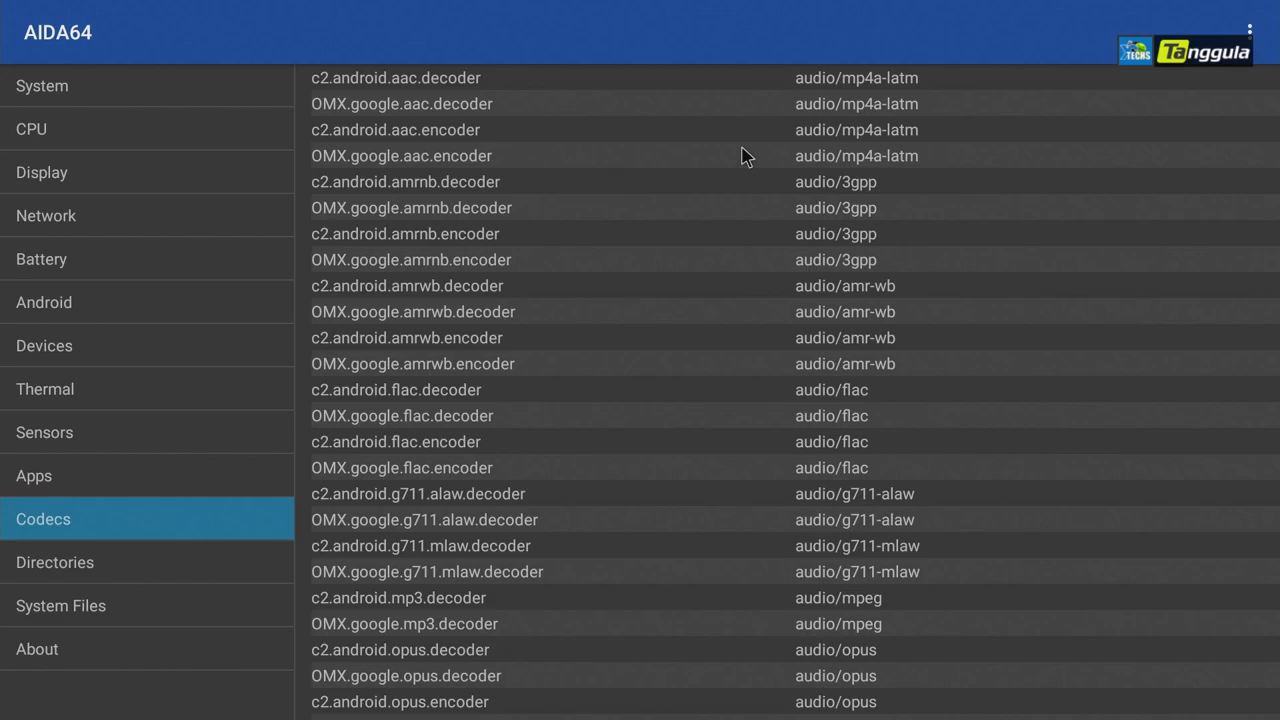 AIDA64
TECHS
Tanggula
System
CPU
Display
Network
Battery
Android
Devices
Thermal
Sensors
Apps
Codecs
Directories
System Files
About
c2.android.aac.decoder audio/mp4a-latm
OMX.google.aac.decoder audio/mp4a-latm
c2.android.aac.encoder audio/mp4a-latm
OMX.google.aac.encoder audio/mp4a-latm
c2.android.amrnb.decoder audio/3gpp
OMX.google.amrnb.decoder audio/3gpp
c2.android.amrnb.encoder audio/3gpp
OMX.google.amrnb.encoder audio/3gpp
c2.android.amrwb.decoder audio/amr-wb
OMX.google.amrwb.decoder audio/amr-wb
c2.android.amrwb.encoder audio/amr-wb
OMX.google.amrwb.encoder audio/amr-wb
c2.android.flac.decoder audio/flac
OMX.google.flac.decoder audio/flac
c2.android.flac.encoder audio/flac
OMX.google.flac.encoder audio/flac
c2.android.g711.alaw.decoder audio/g711-alaw
OMX.google.g711.alaw.decoder audio/g711-alaw
c2.android.g711.mlaw.decoder audio/g711-mlaw
OMX.google.g711.mlaw.decoder audio/g711-mlaw
c2.android.mp3.decoder audio/mpeg
OMX.google.mp3.decoder audio/mpeg
c2.android.opus.decoder audio/opus
OMX.google.opus.decoder audio/opus
c2.android.opus.encoder audio/opus